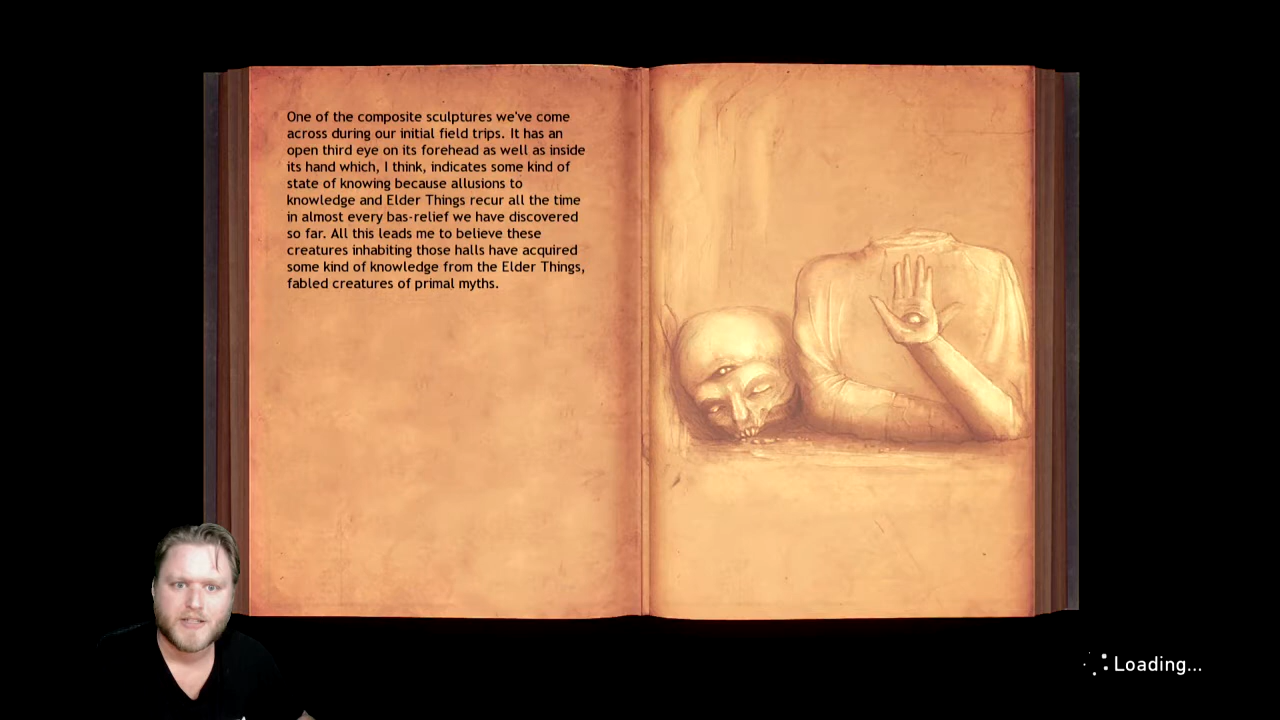 One of the composite sculptures we've come
across during our initial field trips. It has an
open third eye on its forehead as well as inside
its hand which, I think, indicates some kind of
state of knowing because allusions to
knowledge and Elder Things recur all the time
in almost every bas-relief we have discovered
so far. All this leads me to believe these
creatures inhabiting those halls have acquired
some kind of knowledge from the Elder Things,
fabled creatures of primal myths.
Loading...